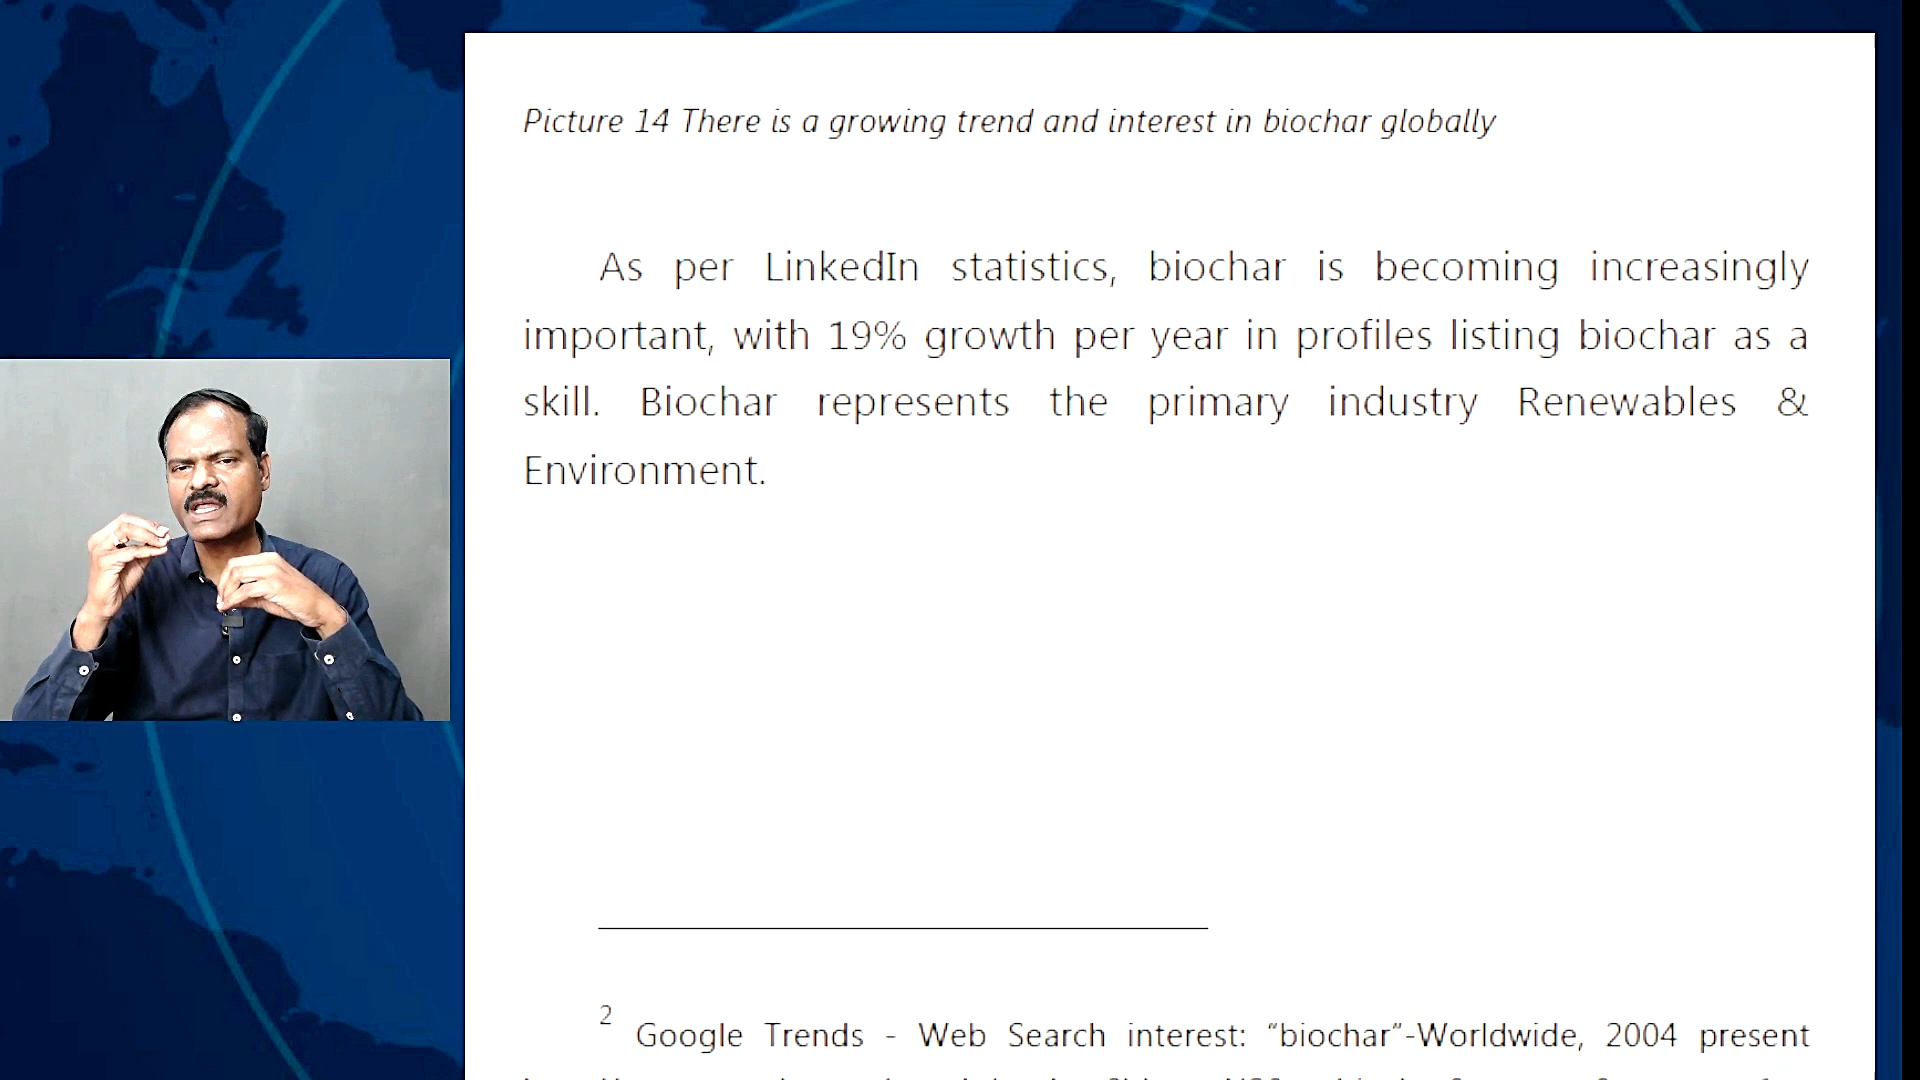 Picture 14 There is a growing trend and interest in biochar globally
As per LinkedIn statistics, biochar is becoming increasingly
important, with 19% growth per year in profiles listing biochar as a
skill. Biochar represents the primary industry Renewables &
Environment.
2 Google Trends - Web Search interest: “biochar”-Worldwide, 2004 present